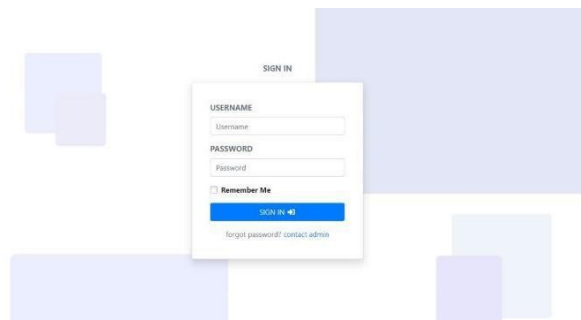 SIGN IN
USERNAME
Username
PASSWORD
Password
Remember Me
SIGN IN
forgot password? contact admin